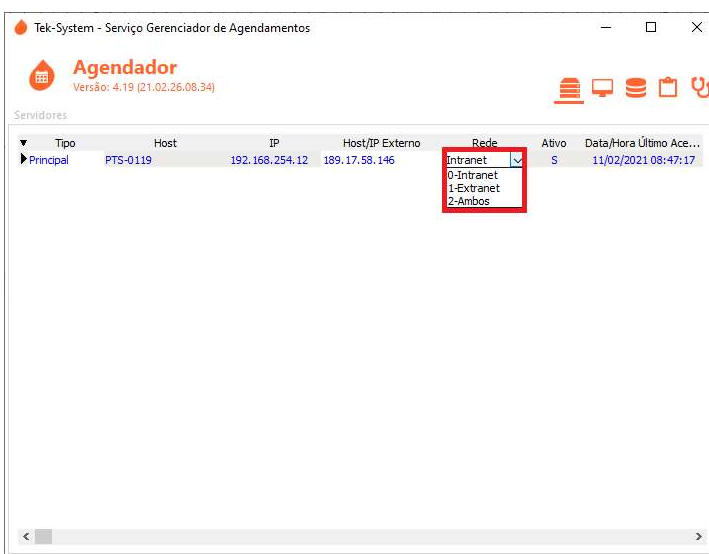 Tek-System - Serviço Gerenciador de Agendamentos
Agendador
Versão: 4.19 (21.02.26.08.34)
Servidores
Tipo Host IP Host/IP Externo Rede Ativo Data/Hora Último Ace...
Principal PTS-0119 192.168.254.12 189.17.58.146 Intranet S 11/02/2021 08:47:17
0-Intranet
1-Extranet
2-Ambos